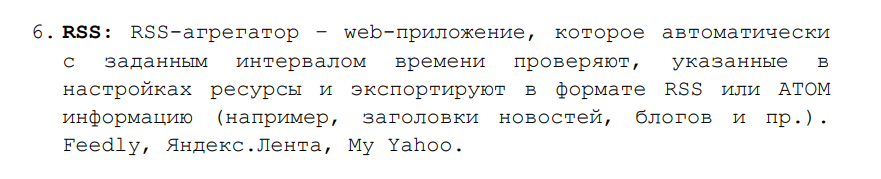 6. RSS: RSS-агрегатор – web-приложение, которое автоматически
с заданным интервалом времени проверяют, указанные в
настройках ресурсы и экспортируют в формате RSS или ATOM
информацию (например, заголовки новостей, блогов и пр.).
Feedly, Яндекс.Лента, My Yahoo.